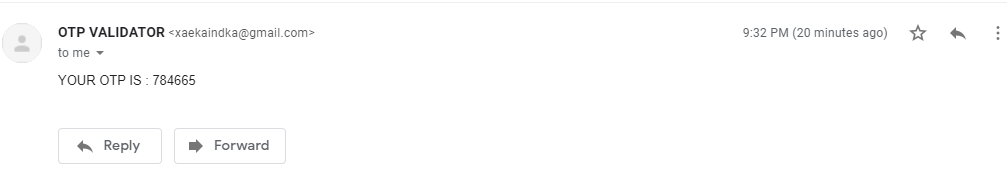 OTP VALIDATOR <xaekaindka@gmail.com> 9:32 PM (20 minutes ago)
to me
YOUR OTP IS : 784665
Reply Forward